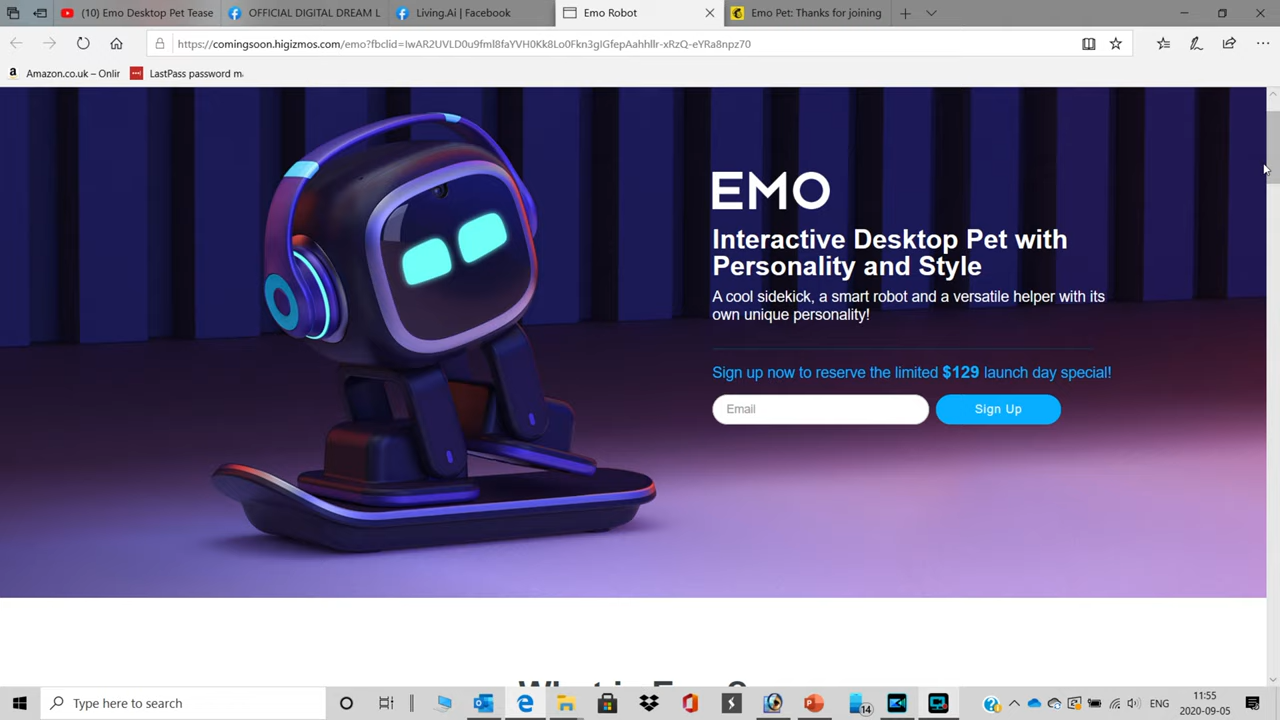 (10) Emo Desktop Pet Tease
OFFICIAL DIGITAL DREAM L
Living.Ai | Facebook
Emo Robot
Emo Pet: Thanks for joining
https://comingsoon.higizmos.com/emo?fbclid=
Amazon.co.uk – Onlir
LastPass password m
EMO
Interactive Desktop Pet with
Personality and Style
A cool sidekick, a smart robot and a versatile helper with its
own unique personality!
Sign up now to reserve the limited $129 launch day special!
Email
Sign Up
Type here to search
14
ENG
11:55
2020-09-05